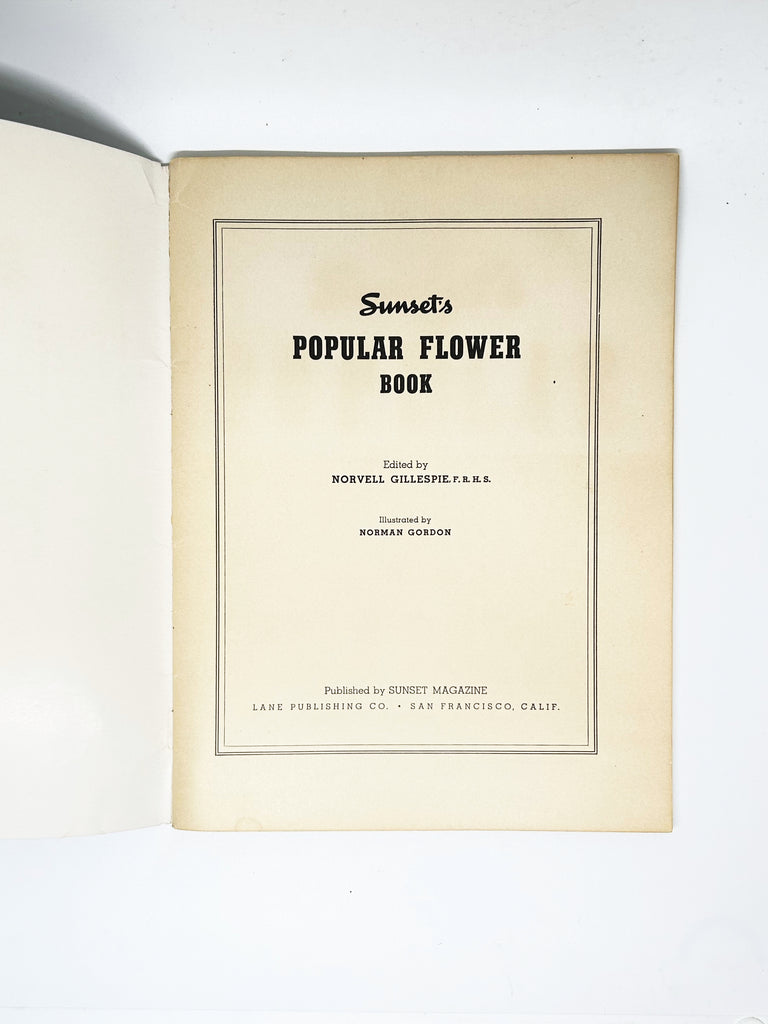 Sunset's
POPULAR FLOWER
BOOK
Edited by
NORVELL GILLESPIE, F. R. H. S.
Illustrated by
NORMAN GORDON
Published by SUNSET MAGAZINE
LANE PUBLISHING CO. • SAN FRANCISCO, CALIF.